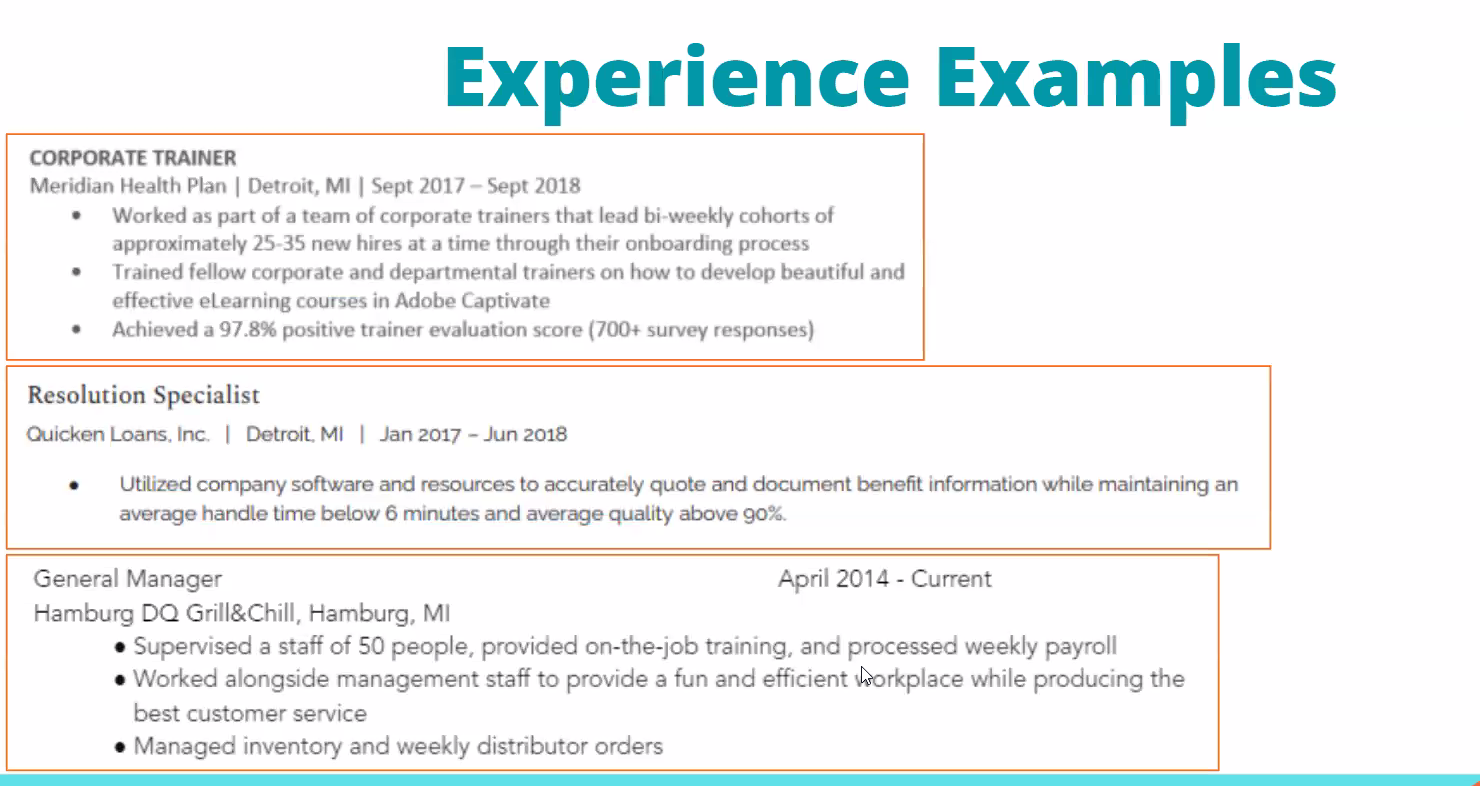 Experience Examples
CORPORATE TRAINER
Meridian Health Plan | Detroit, MI | Sept 2017 – Sept 2018
• Worked as part of a team of corporate trainers that lead bi-weekly cohorts of
approximately 25-35 new hires at a time through their onboarding process
• Trained fellow corporate and departmental trainers on how to develop beautiful and
effective eLearning courses in Adobe Captivate
• Achieved a 97.8% positive trainer evaluation score (700+ survey responses)
Resolution Specialist
Quicken Loans, Inc. | Detroit, MI | Jan 2017 – Jun 2018
• Utilized company software and resources to accurately quote and document benefit information while maintaining an
average handle time below 6 minutes and average quality above 90%.
General Manager April 2014 - Current
Hamburg DQ Grill&Chill, Hamburg, MI
• Supervised a staff of 50 people, provided on-the-job training, and processed weekly payroll
• Worked alongside management staff to provide a fun and efficient workplace while producing the
best customer service
• Managed inventory and weekly distributor orders